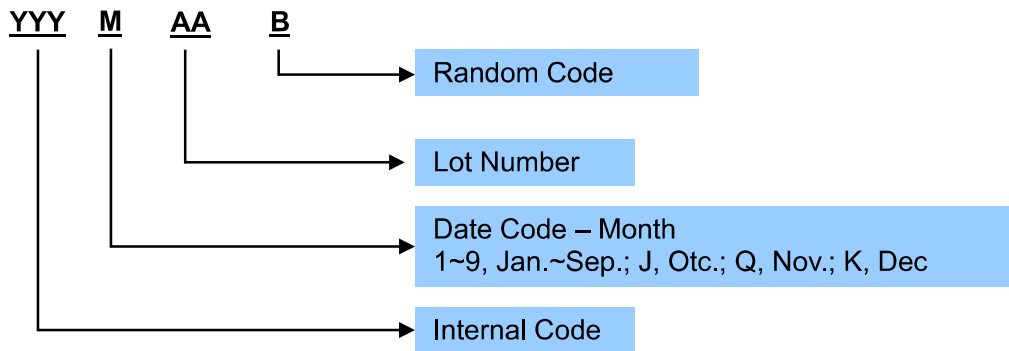 YYY M AA B
Random Code
Lot Number
Date Code – Month
1~9, Jan.~Sep.; J, Otc.; Q, Nov.; K, Dec
Internal Code